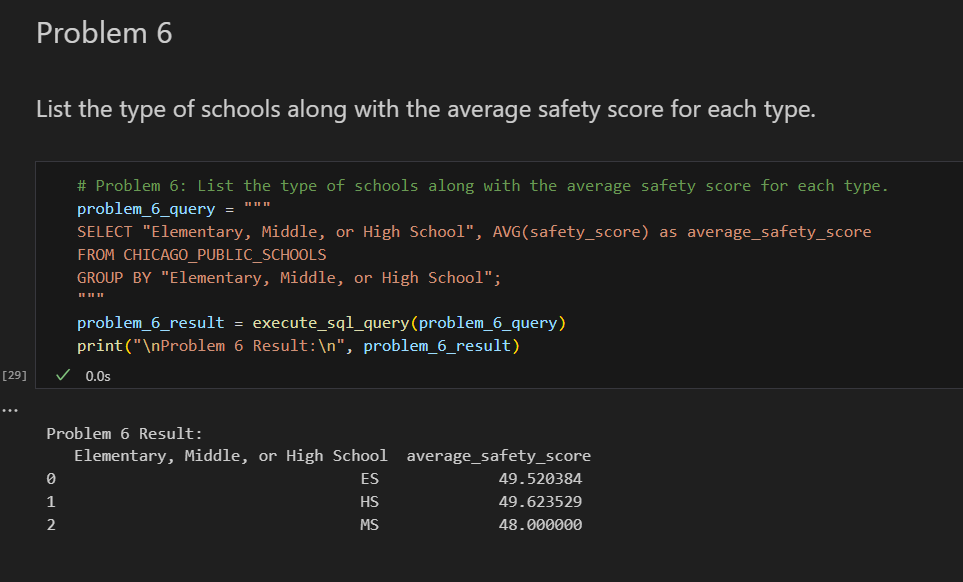 Problem 6
List the type of schools along with the average safety score for each type.
# Problem 6: List the type of schools along with the average safety score for each type.
problem_6_query = """
SELECT "Elementary, Middle, or High School", AVG(safety_score) as average_safety_score
FROM CHICAGO_PUBLIC_SCHOOLS
GROUP BY "Elementary, Middle, or High School";
"""
problem_6_result = execute_sql_query(problem_6_query)
print("\nProblem 6 Result:\n", problem_6_result)
[29] ✓ 0.0s
...
Problem 6 Result:
Elementary, Middle, or High School average_safety_score
0 ES 49.520384
1 HS 49.623529
2 MS 48.000000